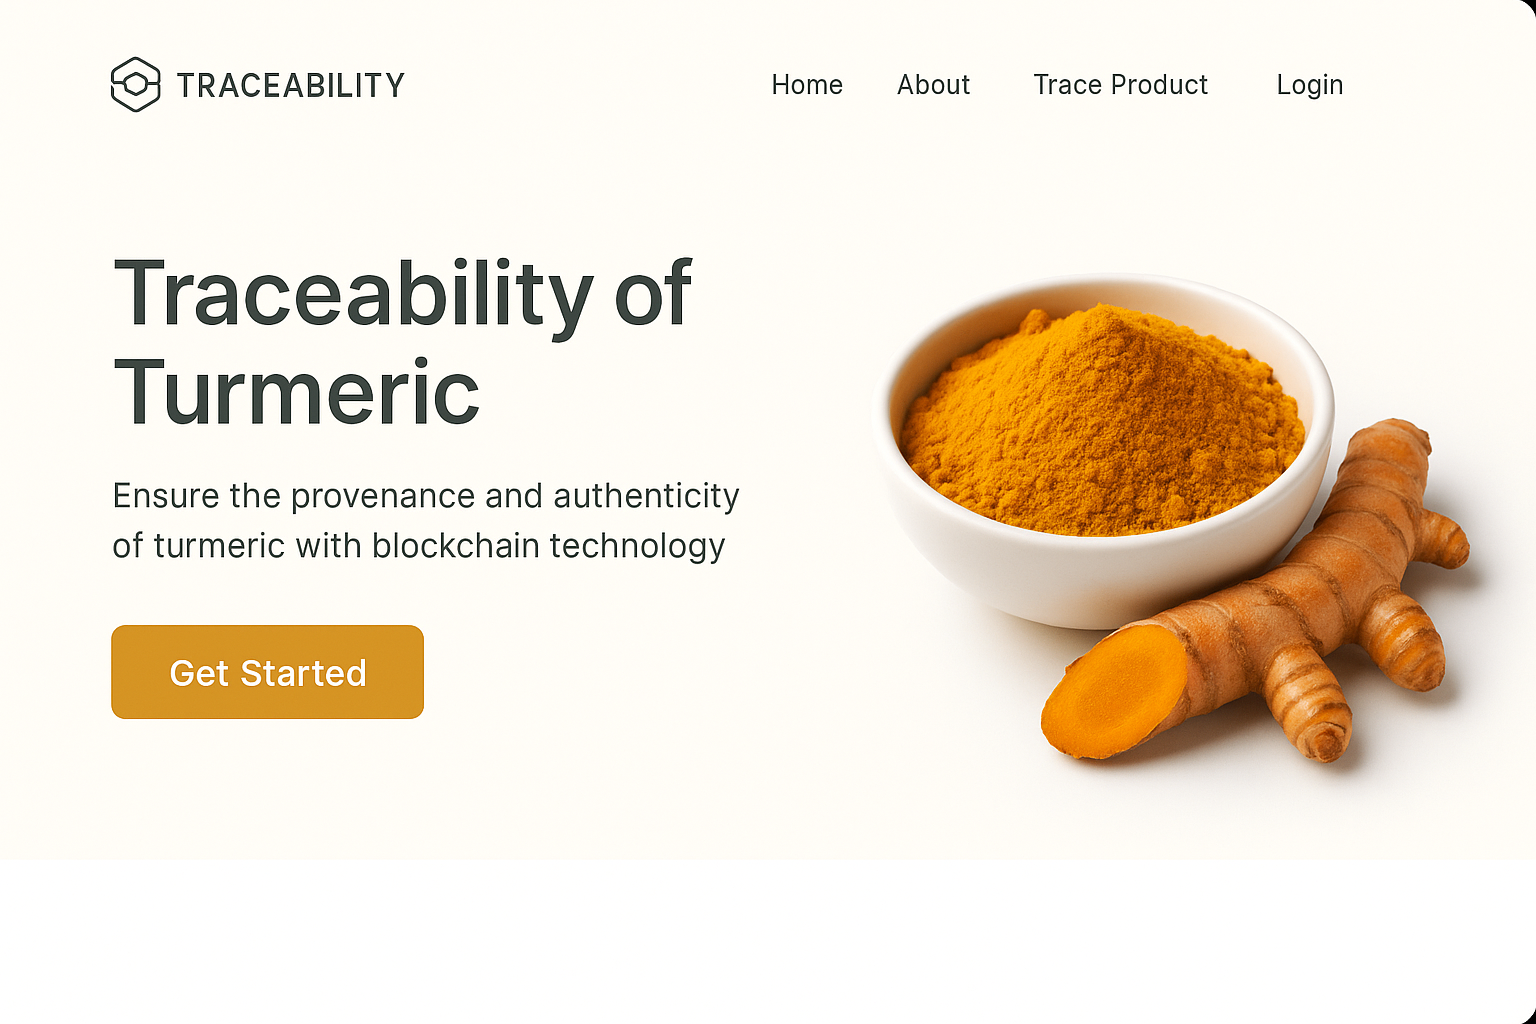 TRACEABILITY
Home About Trace Product Login
Traceability of
Turmeric
Ensure the provenance and authenticity
of turmeric with blockchain technology
Get Started